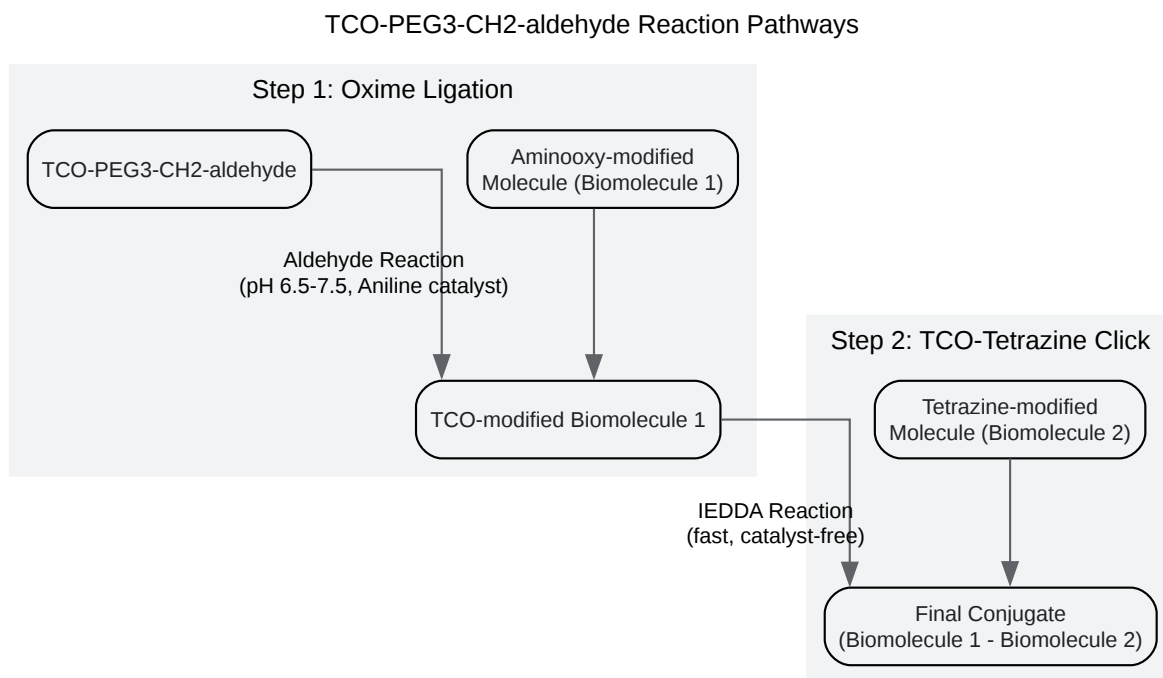 TCO-PEG3-CH2-aldehyde Reaction Pathways
Step 1: Oxime Ligation
TCO-PEG3-CH2-aldehyde
Aminooxy-modified
Molecule (Biomolecule 1)
Aldehyde Reaction
(pH 6.5-7.5, Aniline catalyst)
TCO-modified Biomolecule 1
Step 2: TCO-Tetrazine Click
Tetrazine-modified
Molecule (Biomolecule 2)
IEDDA Reaction
(fast, catalyst-free)
Final Conjugate
(Biomolecule 1 - Biomolecule 2)